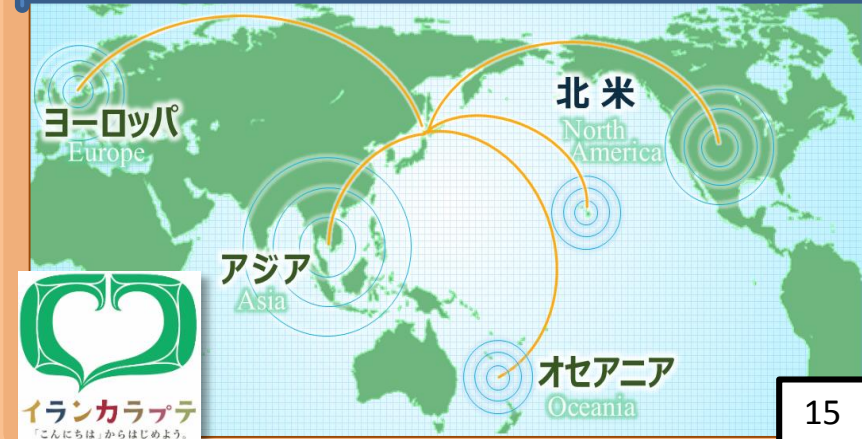 北米
North
America
ヨーロッパ
Europe
アジア
Asia
オセアニア
Oceania
イランカラㇷ゚テ
「こんにちは」からはじめよう。
15